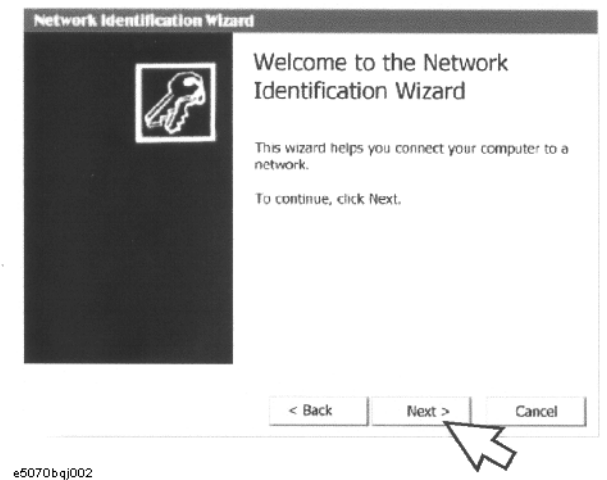 Network Identification Wizard
Welcome to the Network
Identification Wizard
This wizard helps you connect your computer to a
network.
To continue, click Next.
< Back
Next >
Cancel
e5070bqj002